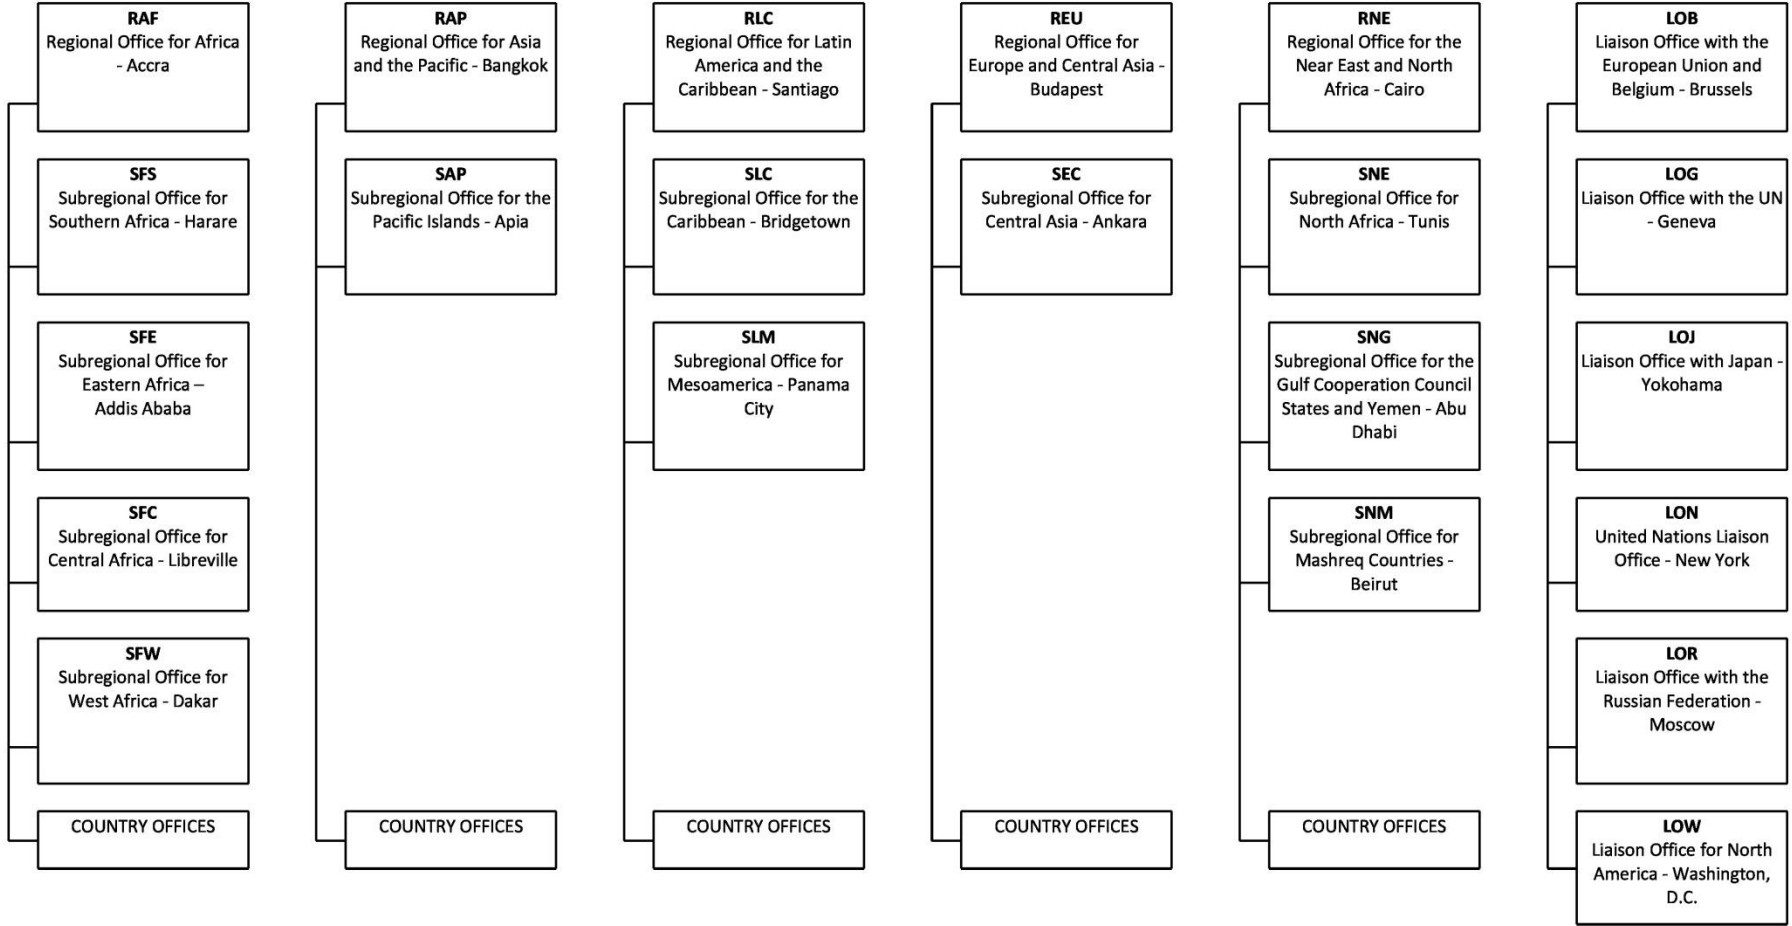 RAF
Regional Office for Africa
- Accra
SFS
Subregional Office for
Southern Africa - Harare
SFE
Subregional Office for
Eastern Africa –
Addis Ababa
SFC
Subregional Office for
Central Africa - Libreville
SFW
Subregional Office for
West Africa - Dakar
COUNTRY OFFICES
RAP
Regional Office for Asia
and the Pacific - Bangkok
SAP
Subregional Office for the
Pacific Islands - Apia
COUNTRY OFFICES
RLC
Regional Office for Latin
America and the
Caribbean - Santiago
SLC
Subregional Office for the
Caribbean - Bridgetown
SLM
Subregional Office for
Mesoamerica - Panama
City
COUNTRY OFFICES
REU
Regional Office for
Europe and Central Asia -
Budapest
SEC
Subregional Office for
Central Asia - Ankara
COUNTRY OFFICES
RNE
Regional Office for the
Near East and North
Africa - Cairo
SNE
Subregional Office for
North Africa - Tunis
SNG
Subregional Office for the
Gulf Cooperation Council
States and Yemen - Abu
Dhabi
SNM
Subregional Office for
Mashreq Countries -
Beirut
COUNTRY OFFICES
LOB
Liaison Office with the
European Union and
Belgium - Brussels
LOG
Liaison Office with the UN
- Geneva
LOJ
Liaison Office with Japan -
Yokohama
LON
United Nations Liaison
Office - New York
LOR
Liaison Office with the
Russian Federation -
Moscow
LOW
Liaison Office for North
America - Washington,
D.C.